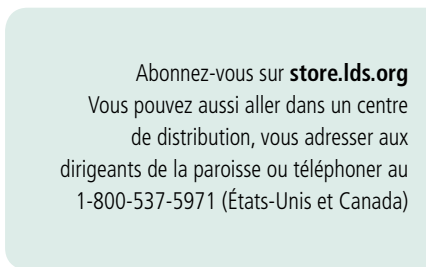 Abonnez-vous sur store.lds.org
Vous pouvez aussi aller dans un centre
de distribution, vous adresser aux
dirigeants de la paroisse ou téléphoner au
1-800-537-5971 (États-Unis et Canada)